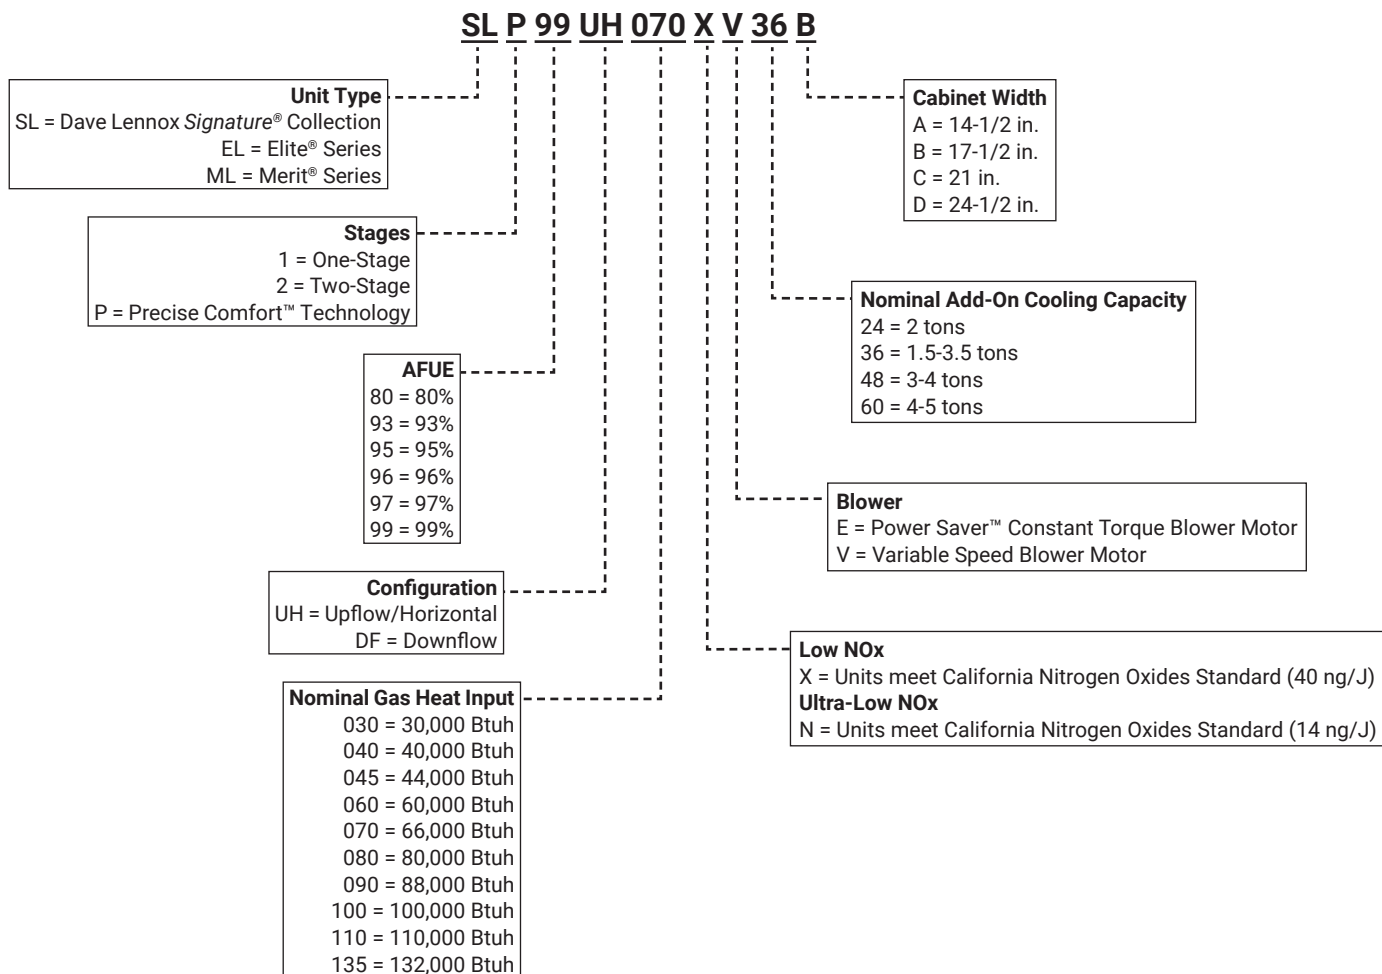 SL P 99 UH 070 X V 36 B
Unit Type
SL = Dave Lennox Signature® Collection
EL = Elite® Series
ML = Merit® Series
Stages
1 = One-Stage
2 = Two-Stage
P = Precise Comfort™ Technology
AFUE
80 = 80%
93 = 93%
95 = 95%
96 = 96%
97 = 97%
99 = 99%
Configuration
UH = Upflow/Horizontal
DF = Downflow
Nominal Gas Heat Input
030 = 30,000 Btuh
040 = 40,000 Btuh
045 = 44,000 Btuh
060 = 60,000 Btuh
070 = 66,000 Btuh
080 = 80,000 Btuh
090 = 88,000 Btuh
100 = 100,000 Btuh
110 = 110,000 Btuh
135 = 132,000 Btuh
Cabinet Width
A = 14-1/2 in.
B = 17-1/2 in.
C = 21 in.
D = 24-1/2 in.
Nominal Add-On Cooling Capacity
24 = 2 tons
36 = 1.5-3.5 tons
48 = 3-4 tons
60 = 4-5 tons
Blower
E = Power Saver™ Constant Torque Blower Motor
V = Variable Speed Blower Motor
Low NOx
X = Units meet California Nitrogen Oxides Standard (40 ng/J)
Ultra-Low NOx
N = Units meet California Nitrogen Oxides Standard (14 ng/J)